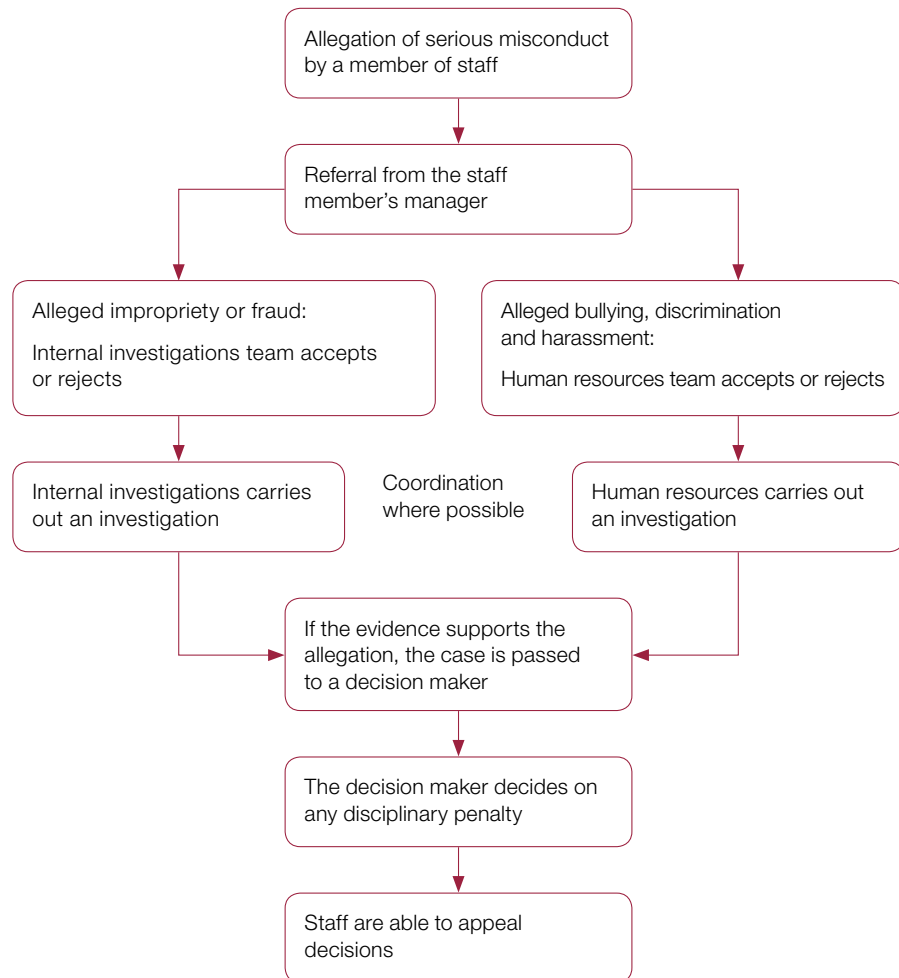 Allegation of serious misconduct
by a member of staff
Referral from the staff
member’s manager
Alleged impropriety or fraud:
Internal investigations team accepts
or rejects
Alleged bullying, discrimination
and harassment:
Human resources team accepts or rejects
Internal investigations carries
out an investigation
Coordination
where possible
Human resources carries out
an investigation
If the evidence supports the
allegation, the case is passed
to a decision maker
The decision maker decides on
any disciplinary penalty
Staff are able to appeal
decisions